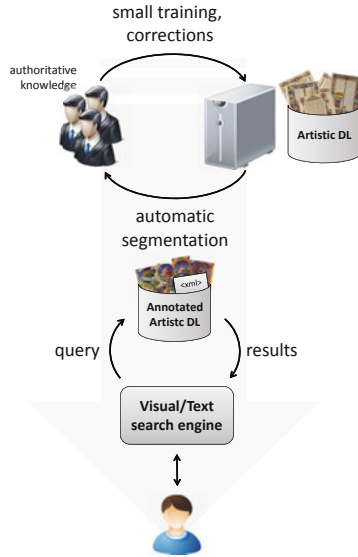 small training,
corrections
authoritative
knowledge
Artistic DL
automatic
segmentation
<xml>
Annotated
Artistc DL
query
results
Visual/Text
search engine